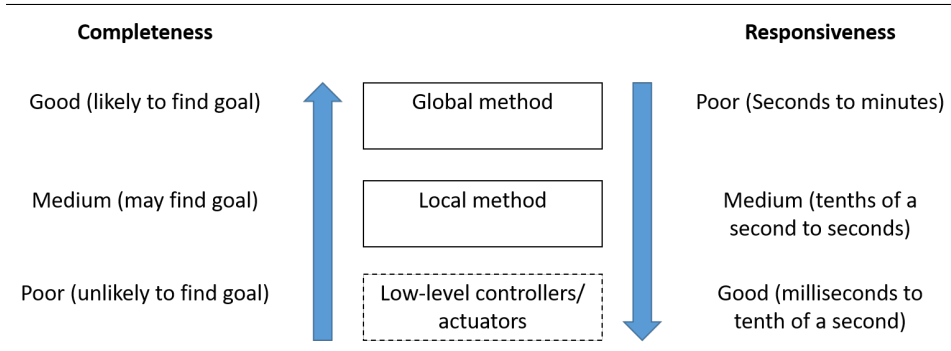 Completeness
Responsiveness
Good (likely to find goal)
Global method
Poor (Seconds to minutes)
Medium (may find goal)
Local method
Medium (tenths of a
second to seconds)
Poor (unlikely to find goal)
Low-level controllers/
actuators
Good (milliseconds to
tenth of a second)